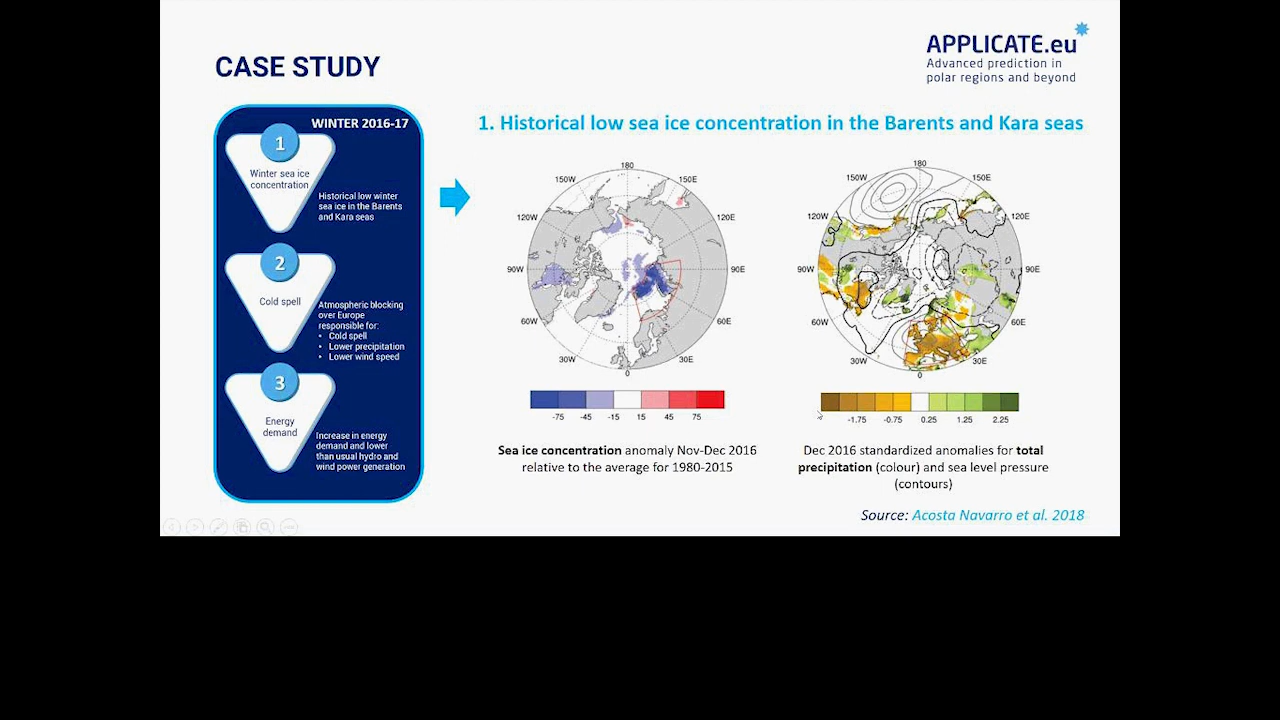 CASE STUDY
APPLICATE.eu
Advanced prediction in
polar regions and beyond
WINTER 2016-17
1
Winter sea ice
concentration
Historical low winter
sea ice in the Barents
and Kara seas
2
Cold spell
Atmospheric blocking
over Europe
responsible for:
• Cold spell
• Lower precipitation
• Lower wind speed
3
Energy
demand
Increase in energy
demand and lower
than usual hydro and
wind power generation
1. Historical low sea ice concentration in the Barents and Kara seas
180
150W 150E
120W 120E
90W 90E
60W 60E
30W 30E
0
-75 -45 -15 15 45 75
Sea ice concentration anomaly Nov-Dec 2016
relative to the average for 1980-2015
180
150W 150E
120W 120E
90W 90E
60W 60E
30W 30E
0
-1.75 -0.75 0.25 1.25 2.25
Dec 2016 standardized anomalies for total
precipitation (colour) and sea level pressure
(contours)
Source: Acosta Navarro et al. 2018